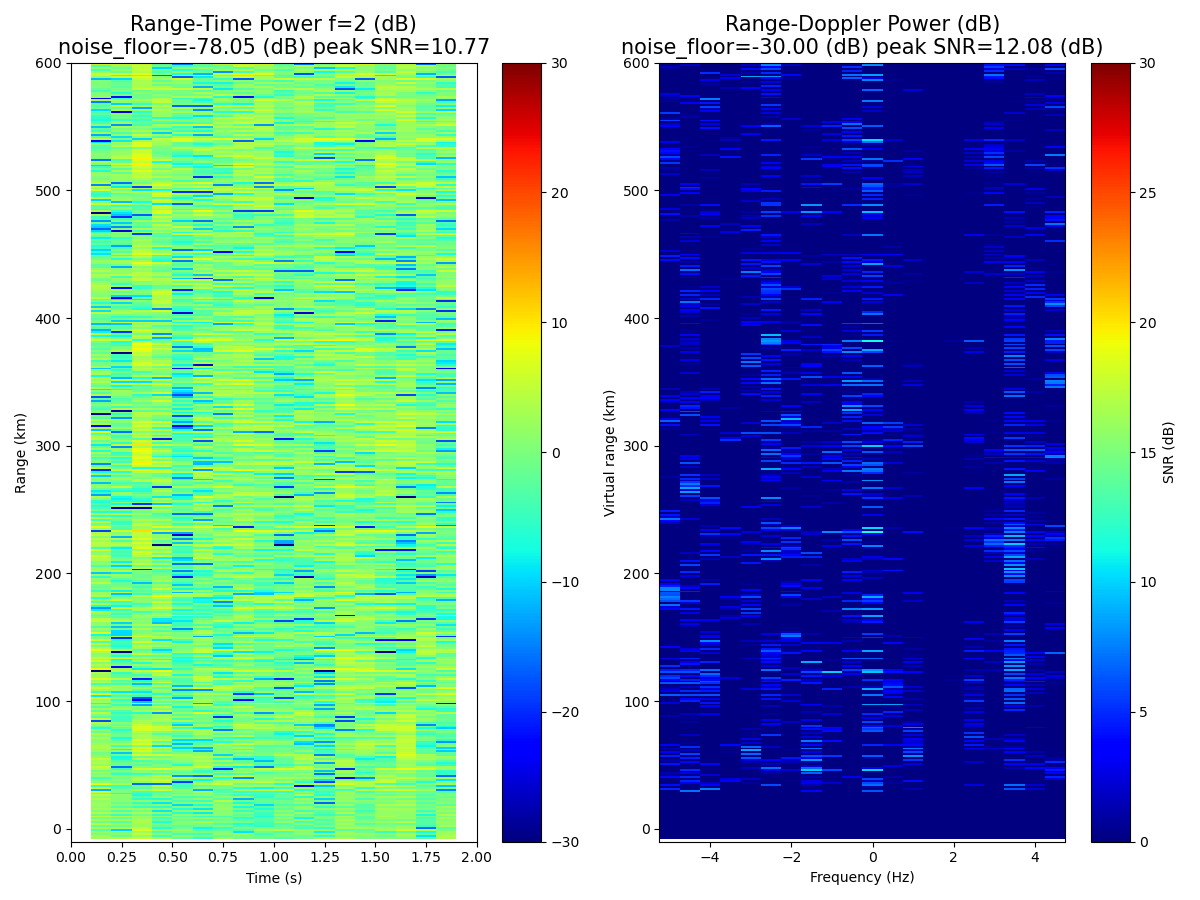 Range-Time Power f=2 (dB)
noise_floor=-78.05 (dB) peak SNR=10.77
Range-Doppler Power (dB)
noise_floor=-30.00 (dB) peak SNR=12.08 (dB)
600
500
400
300
200
100
0
Range (km)
0.00 0.25 0.50 0.75 1.00 1.25 1.50 1.75 2.00
Time (s)
30
20
10
0
−10
−20
−30
600
500
400
300
200
100
0
Virtual range (km)
−4 −2 0 2 4
Frequency (Hz)
30
25
20
15
10
5
0
SNR (dB)